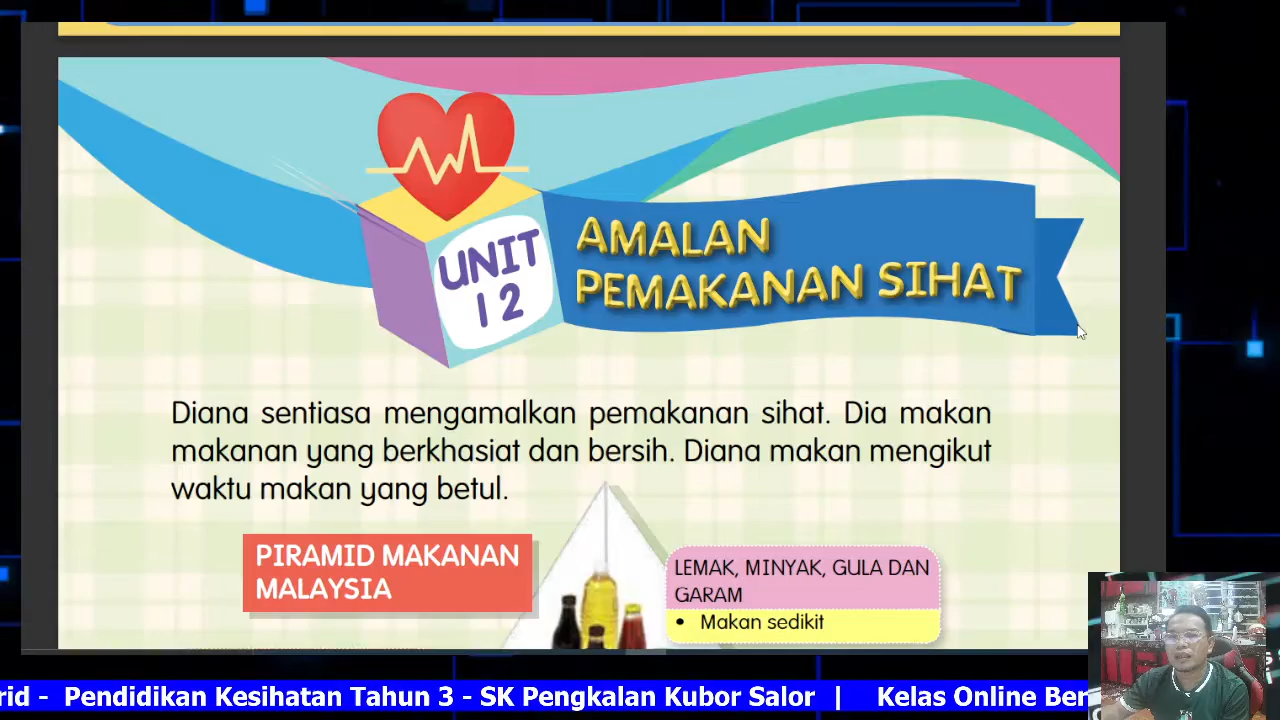 UNIT
12
AMALAN
PEMAKANAN SIHAT
Diana sentiasa mengamalkan pemakanan sihat. Dia makan
makanan yang berkhasiat dan bersih. Diana makan mengikut
waktu makan yang betul.
PIRAMID MAKANAN
MALAYSIA
LEMAK, MINYAK, GULA DAN
GARAM
• Makan sedikit
rid - Pendidikan Kesihatan Tahun 3 - SK Pengkalan Kubor Salor | Kelas Online Ber